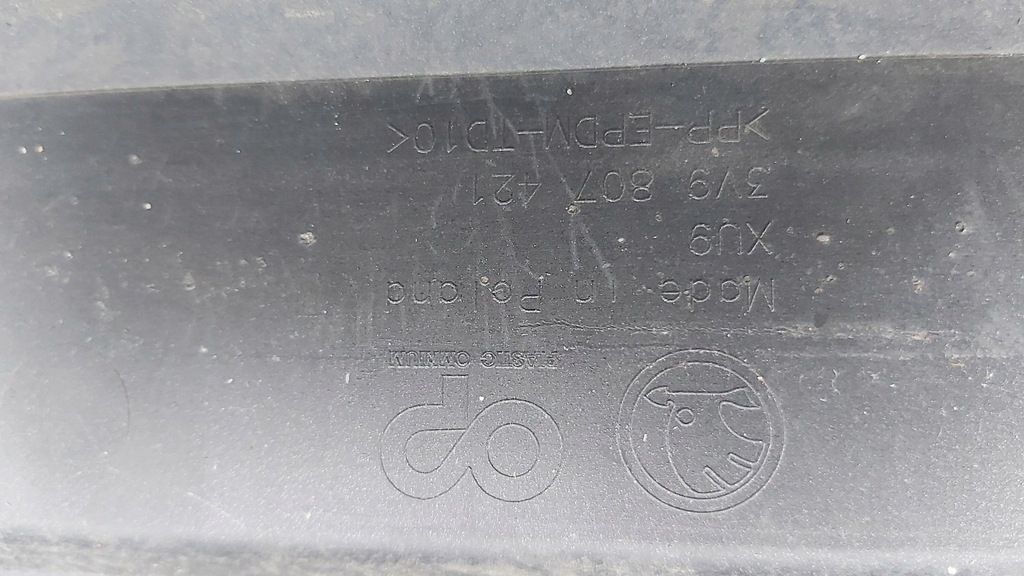 PLASTIC OMNIUM
Made in Poland
XU9
3V9 807 421
>PP-EPDM-TD10<